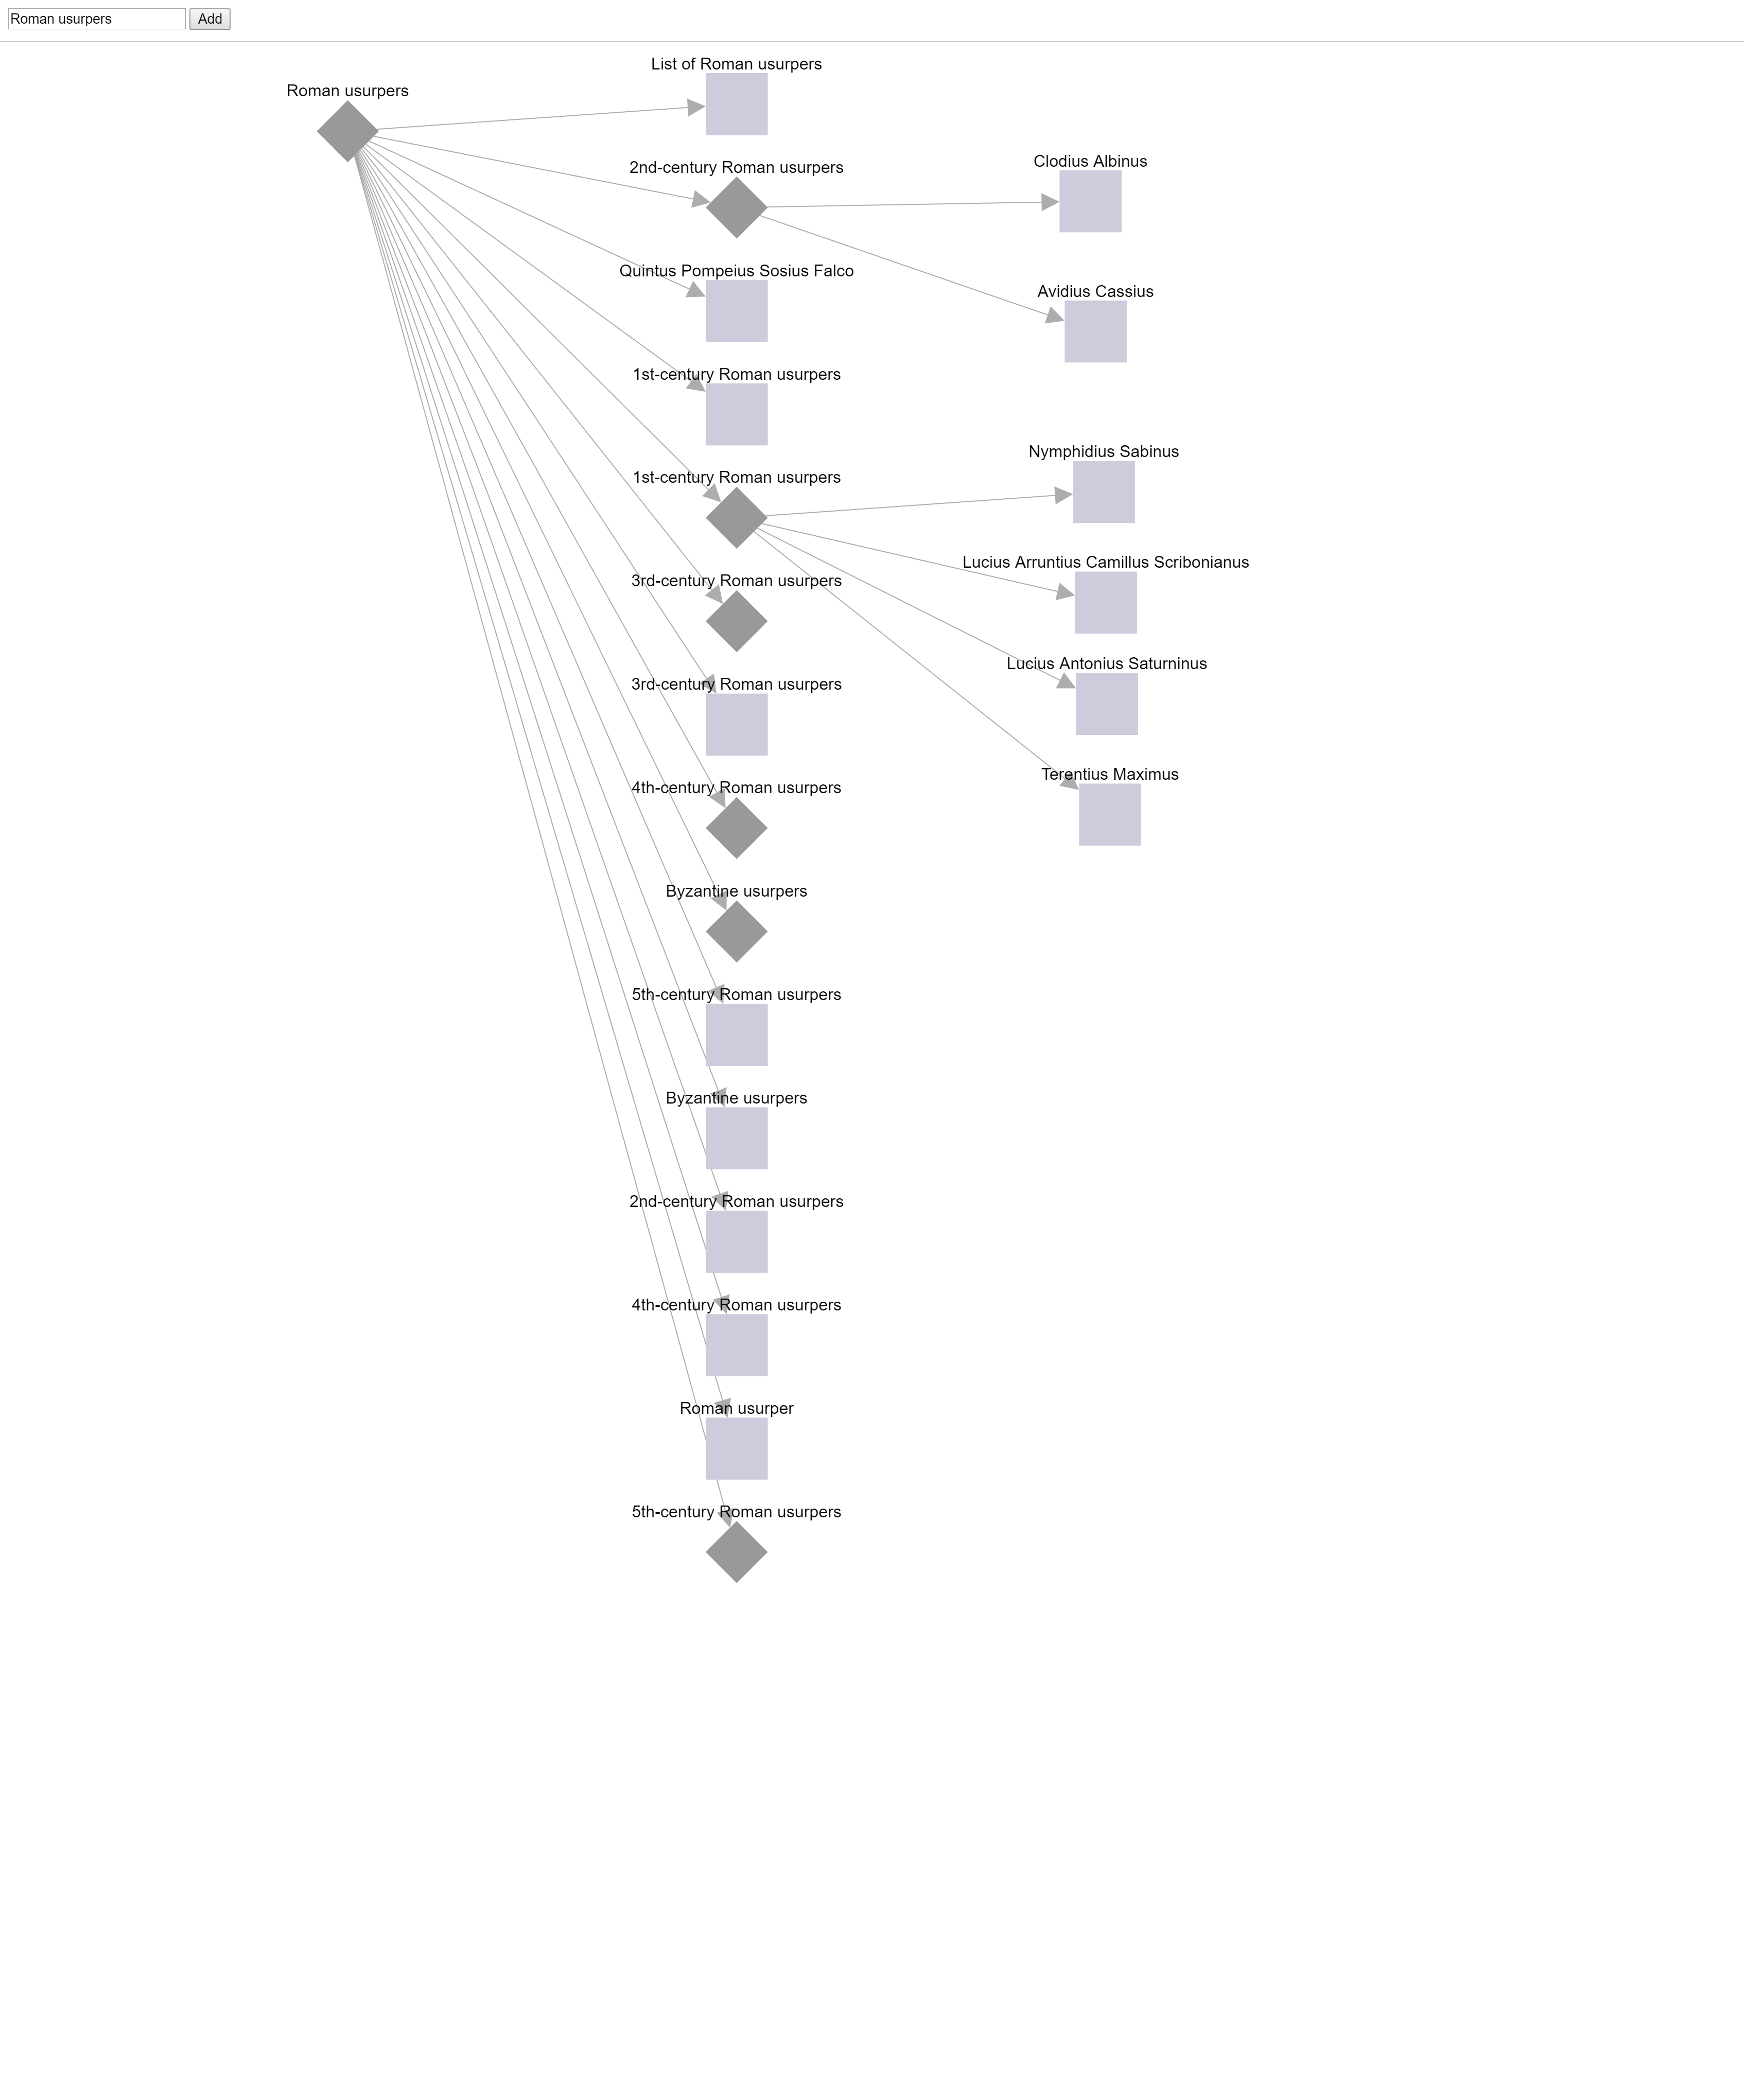 Roman usurpers
Add
Roman usurpers
List of Roman usurpers
2nd-century Roman usurpers
Clodius Albinus
Avidius Cassius
Quintus Pompeius Sosius Falco
1st-century Roman usurpers
1st-century Roman usurpers
Nymphidius Sabinus
Lucius Arruntius Camillus Scribonianus
Lucius Antonius Saturninus
Terentius Maximus
3rd-century Roman usurpers
3rd-century Roman usurpers
4th-century Roman usurpers
Byzantine usurpers
5th-century Roman usurpers
Byzantine usurpers
2nd-century Roman usurpers
4th-century Roman usurpers
Roman usurper
5th-century Roman usurpers